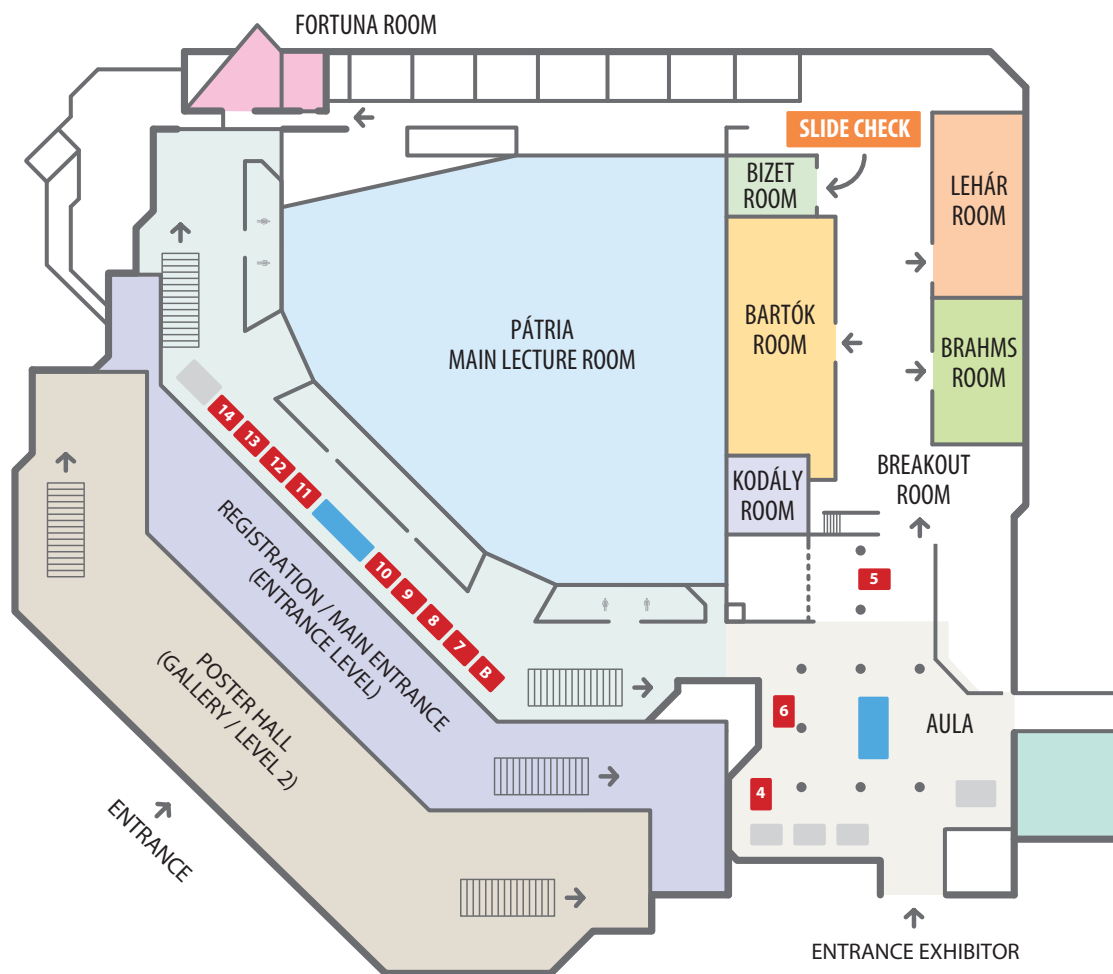 FORTUNA ROOM
SLIDE CHECK
BIZET
ROOM
LEHÁR
ROOM
PÁTRIA
MAIN LECTURE ROOM
BARTÓK
ROOM
BRAHMS
ROOM
KODÁLY
ROOM
BREAKOUT
ROOM
14
13
12
11
10
9
8
7
B
5
6
4
REGISTRATION / MAIN ENTRANCE
(ENTRANCE LEVEL)
POSTER HALL
(GALLERY / LEVEL 2)
AULA
ENTRANCE
ENTRANCE EXHIBITOR